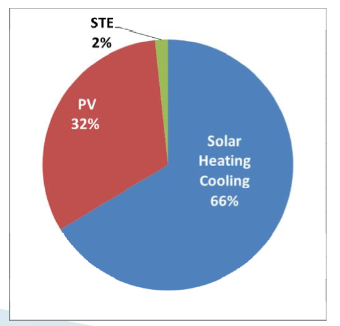 STE
2%
PV
32%
Solar
Heating
Cooling
66%